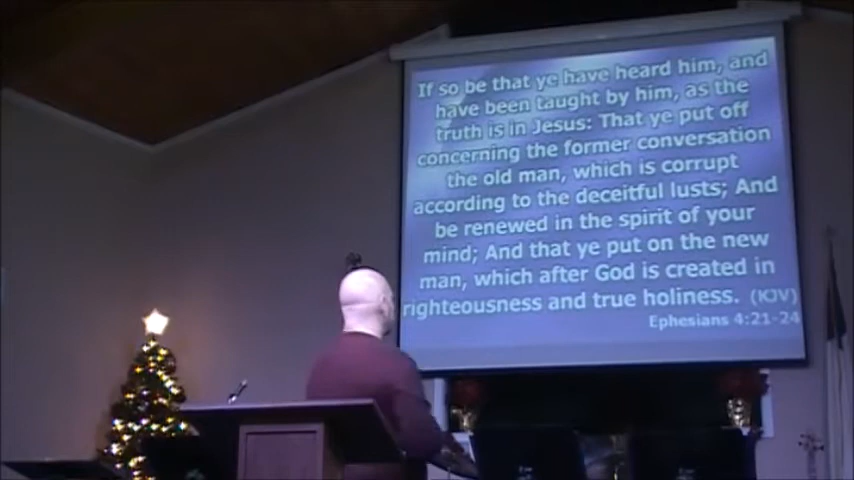 If so be that ye have heard him, and
have been taught by him, as the
truth is in Jesus: That ye put off
concerning the former conversation
the old man, which is corrupt
according to the deceitful lusts; And
be renewed in the spirit of your
mind; And that ye put on the new
man, which after God is created in
righteousness and true holiness. (KJV)
Ephesians 4:21-24